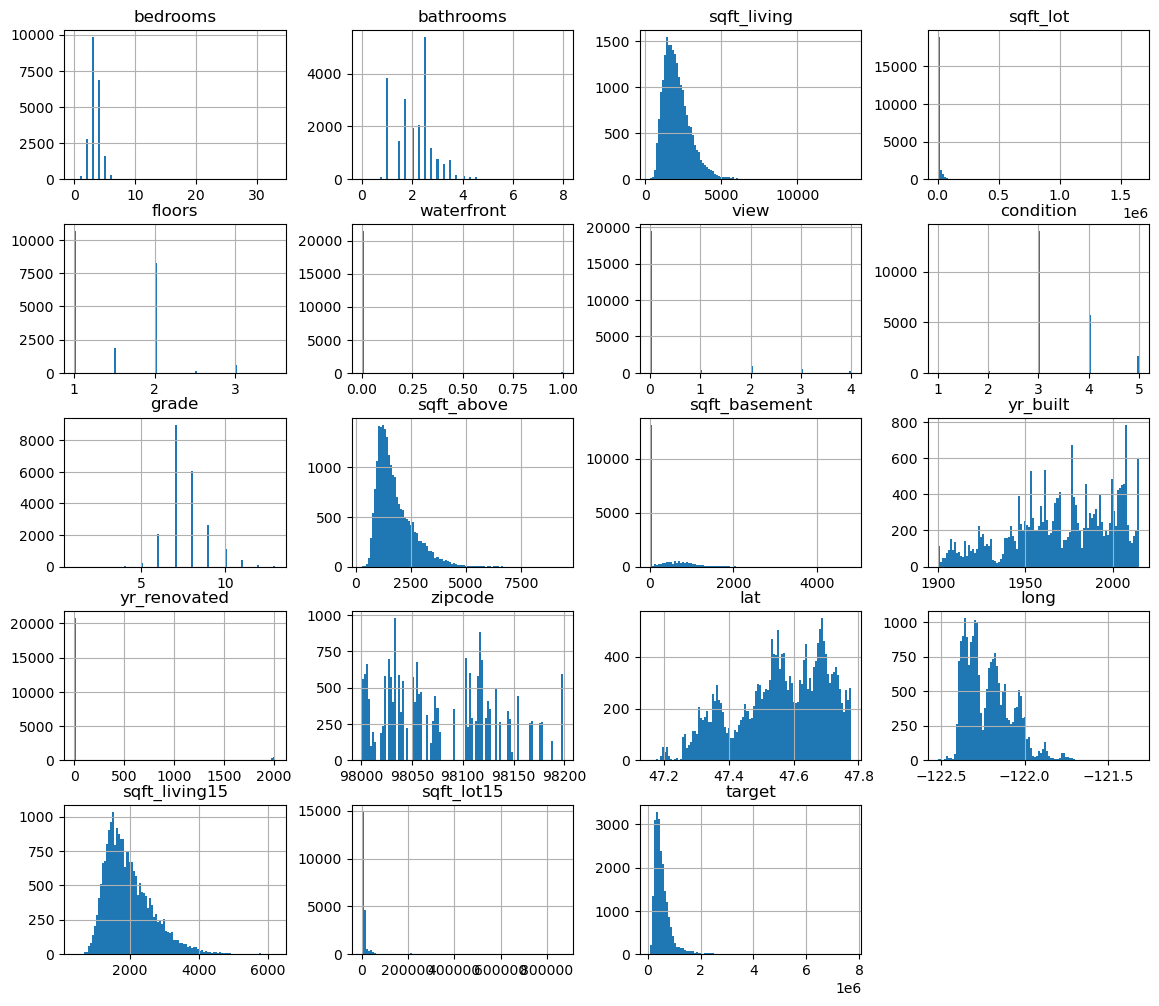 bedrooms bathrooms sqft_living sqft_lot
10000 7500 5000 2500 0
0 10 20 30
4000 2000 0
0 2 4 6 8
1500 1000 500 0
0 5000 10000
15000 10000 5000 0
0.0 0.5 1.0 1.5
1e6
floors waterfront view condition
10000 7500 5000 2500 0
1 2 3
20000 17500 15000 12500 10000 7500 5000 2500 0
0.00 0.25 0.50 0.75 1.00
20000 17500 15000 12500 10000 7500 5000 2500 0
0 1 2 3 4
10000 5000 0
1 2 3 4 5
grade sqft_above sqft_basement yr_built
8000 6000 4000 2000 0
5 10
1000 500 0
0 2500 5000 7500
10000 5000 0
0 2000 4000
800 600 400 200 0
1900 1950 2000
yr_renovated zipcode lat long
20000 15000 10000 5000 0
0 500 1000 1500 2000
1000 750 500 250 0
98000 98050 98100 98150 98200
400 200 0
47.2 47.4 47.6 47.8
1000 750 500 250 0
−122.5 −122.0 −121.5
sqft_living15 sqft_lot15 target
1000 750 500 250 0
2000 4000 6000
15000 10000 5000 0
0 200000 400000 600000 800000
3000 2000 1000 0
0 2 4 6 8
1e6